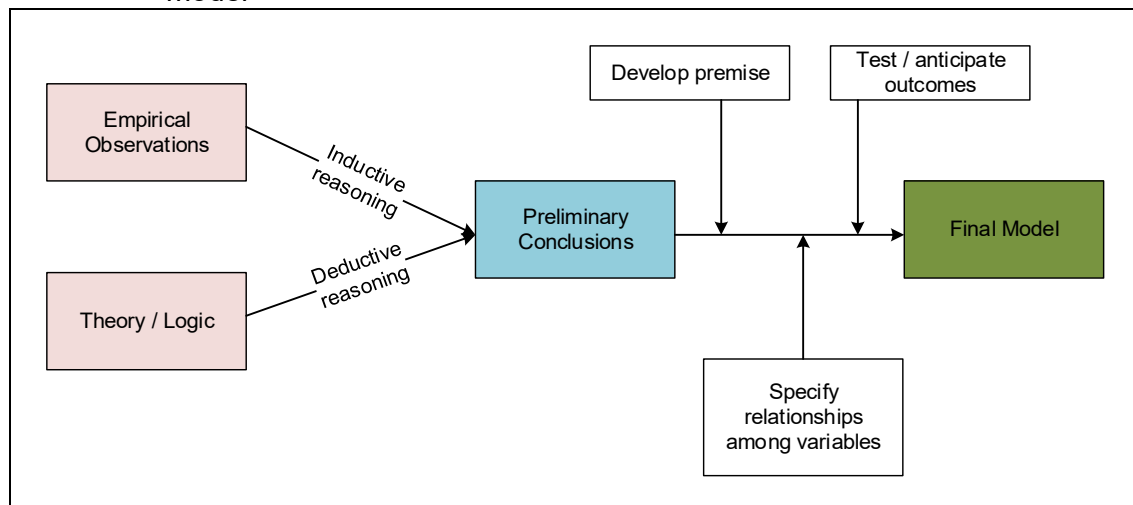 Develop premise
Test / anticipate
outcomes
Empirical
Observations
Inductive
reasoning
Preliminary
Conclusions
Final Model
Deductive
reasoning
Theory / Logic
Specify
relationships
among variables